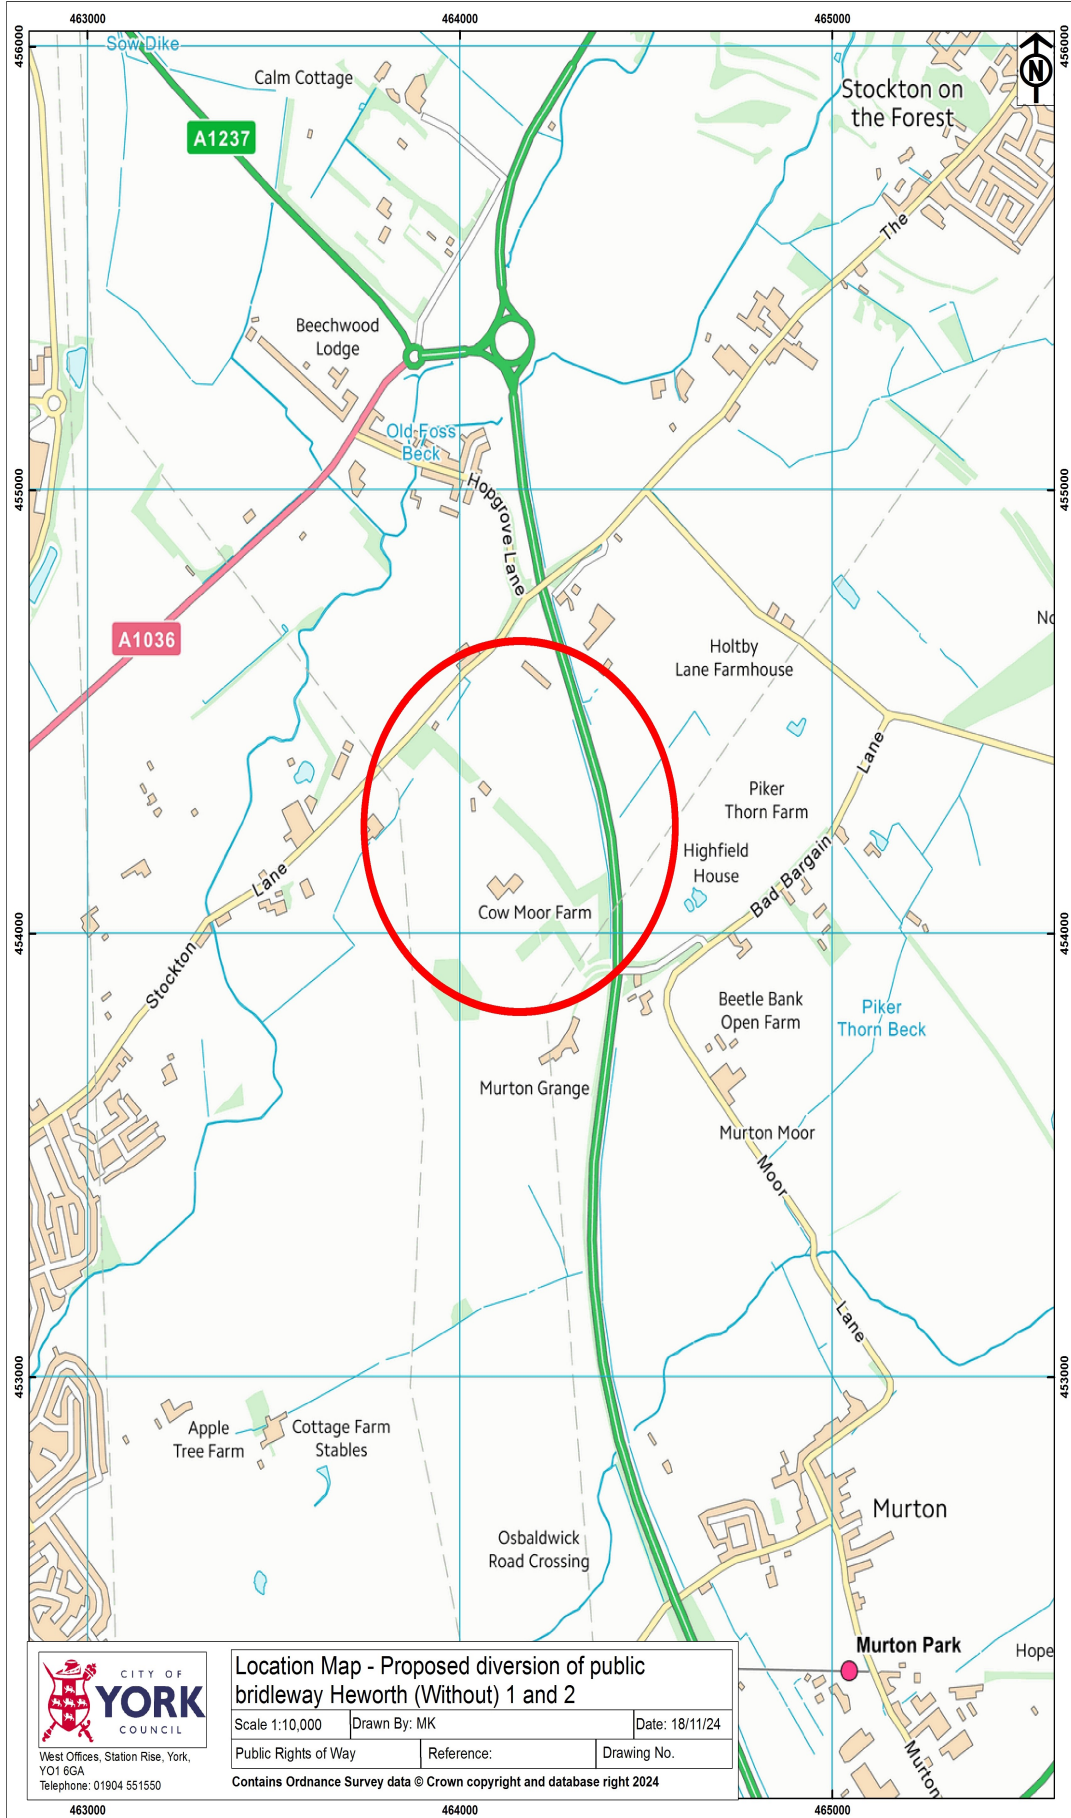 463000
464000
465000
456000
456000
Sow Dike
Calm Cottage
Stockton on
the Forest
A1237
The
Beechwood
Lodge
Old Foss
Beck
455000
455000
Hopgrove Lane
A1036
Holtby
Lane Farmhouse
Lane
Piker
Thorn Farm
Highfield
House
Bad Bargain
Lane
Cow Moor Farm
454000
454000
Stockton
Beetle Bank
Open Farm
Piker
Thorn Beck
Murton Grange
Murton Moor
Moor
Lane
453000
453000
Apple
Tree Farm
Cottage Farm
Stables
Murton
Osbaldwick
Road Crossing
Murton Park
Hope
Murton
CITY OF
YORK
COUNCIL
West Offices, Station Rise, York,
YO1 6GA
Telephone: 01904 551550
Location Map - Proposed diversion of public
bridleway Heworth (Without) 1 and 2
Scale 1:10,000
Drawn By: MK
Date: 18/11/24
Public Rights of Way
Reference:
Drawing No.
Contains Ordnance Survey data © Crown copyright and database right 2024
463000
464000
465000
N